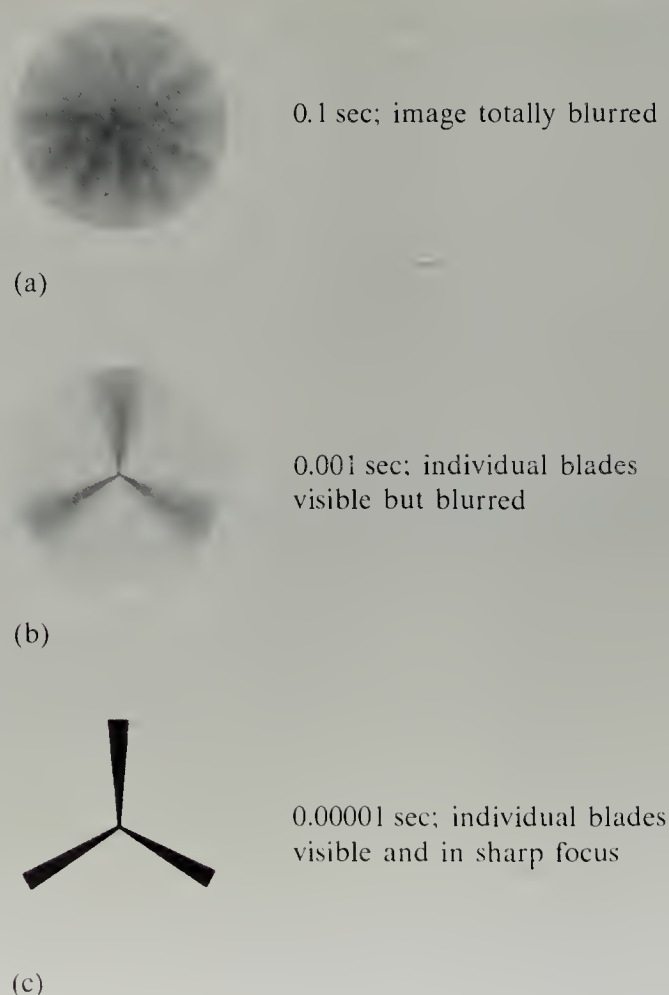 0.1 sec; image totally blurred
(a)
0.001 sec; individual blades
visible but blurred
(b)
0.00001 sec; individual blades
visible and in sharp focus
(c)